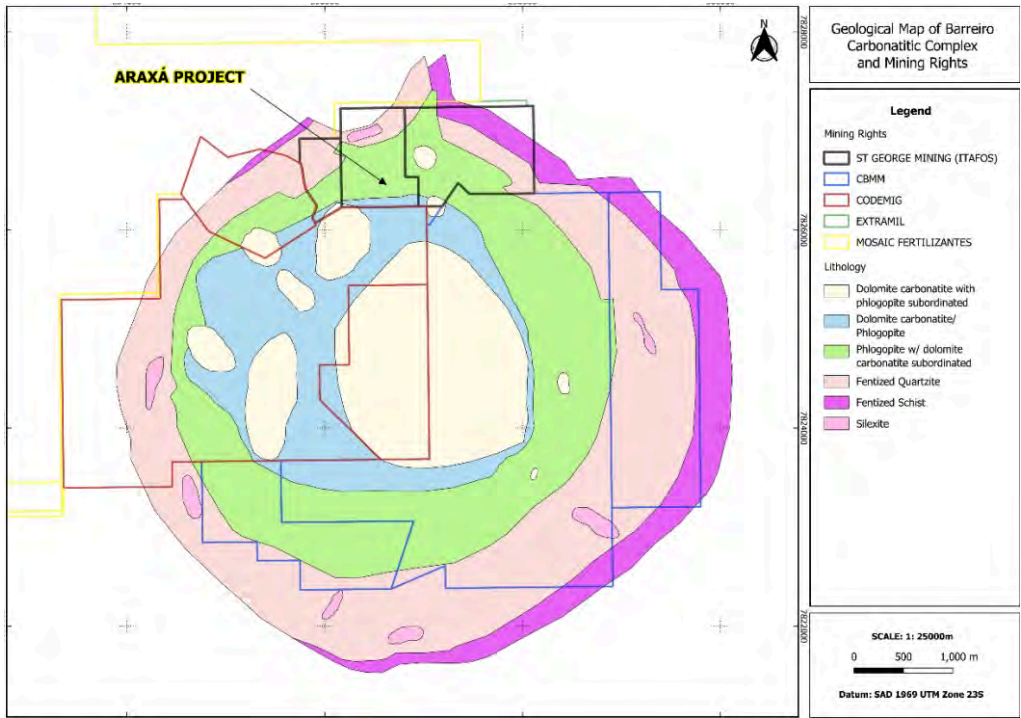 ARAXÁ PROJECT
N
7828000
7826000
7824000
7822000
Geological Map of Barreiro
Carbonatitic Complex
and Mining Rights
Legend
Mining Rights
ST GEORGE MINING (ITAFOS)
CBMM
CODEMIG
EXTRAMIL
MOSAIC FERTILIZANTES
Lithology
Dolomite carbonatite with
phlogopite subordinated
Dolomite carbonatite/
Phlogopite
Phlogopite w/ dolomite
carbonatite subordinated
Fentized Quartzite
Fentized Schist
Silexite
SCALE: 1: 25000m
0 500 1,000 m
Datum: SAD 1969 UTM Zone 23S